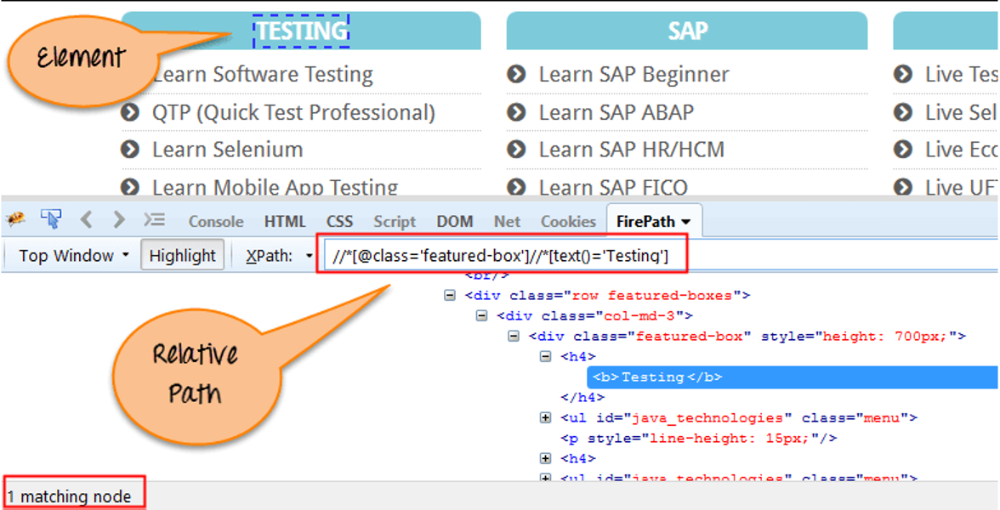 TESTING SAP
Element
Learn Software Testing Learn SAP Beginner Live Tes
QTP (Quick Test Professional) Learn SAP ABAP Live Sel
Learn Selenium Learn SAP HR/HCM Live Eco
Learn Mobile App Testing Learn SAP FICO Live UF
Console HTML CSS Script DOM Net Cookies FirePath
Top Window Highlight XPath: //*[@class='featured-box']//*[text()='Testing']
<br/>
<div class="row featured-boxes">
<div class="col-md-3">
<div class="featured-box" style="height: 700px;">
Relative
Path
<h4>
<b>Testing</b>
</h4>
<ul id="java_technologies" class="menu">
<p style="line-height: 15px;"/>
<h4>
<ul id="java_technologies" class="menu">
1 matching node